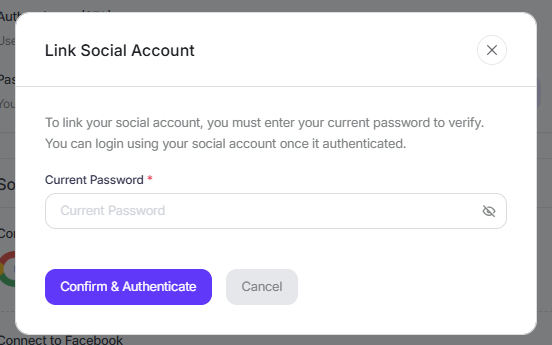 Link Social Account
To link your social account, you must enter your current password to verify.
You can login using your social account once it authenticated.
Current Password *
Current Password
Confirm & Authenticate
Cancel
Connect to Facebook